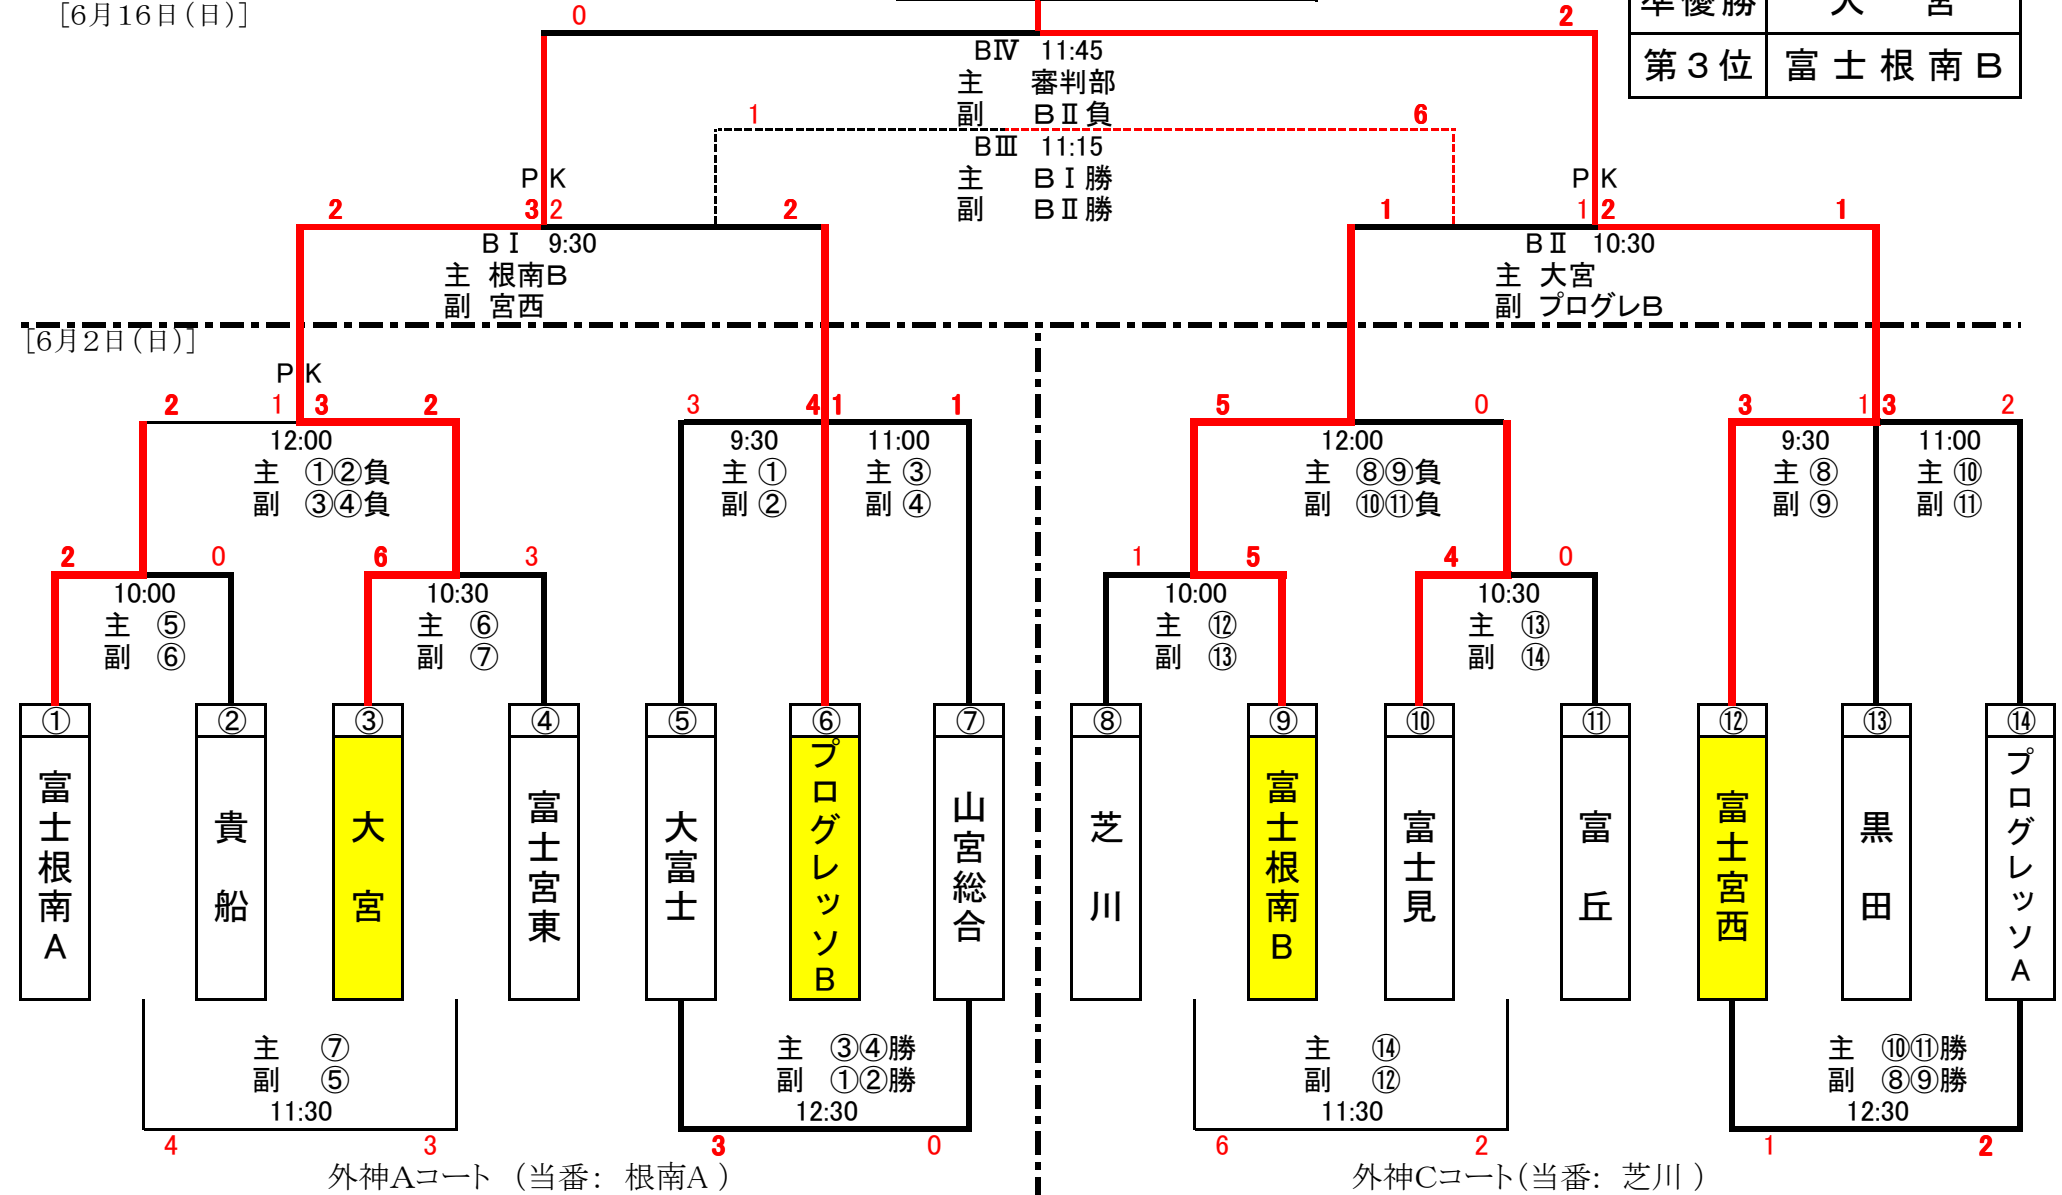 [6月16日(日)]
0
2
大　宮
BⅣ 11:45
主 審判部
副 BⅡ負
第3位 富士根南B
1
6
BⅢ 11:15
主 BⅠ勝
副 BⅡ勝
PK
2 3 2 2
BⅠ 9:30
主 根南B
副 宮西
PK
1 1 2 1
BⅡ 10:30
主 大宮
副 プログレB
[6月2日(日)]
PK
2 1 3 2
12:00
主 ①②負
副 ③④負
3 4 1 1
9:30
主 ①
副 ②
11:00
主 ③
副 ④
5 0
12:00
主 ⑧⑨負
副 ⑩⑪負
3 1 3 2
9:30
主 ⑧
副 ⑨
11:00
主 ⑩
副 ⑪
2 0
10:00
主 ⑤
副 ⑥
6 3
10:30
主 ⑥
副 ⑦
1 5
10:00
主 ⑫
副 ⑬
4 0
10:30
主 ⑬
副 ⑭
① 富士根南A
② 貴船
③ 大宮
④ 富士宮東
⑤ 大富士
⑥ プログレッソB
⑦ 山宮総合
⑧ 芝川
⑨ 富士根南B
⑩ 富士見
⑪ 富丘
⑫ 富士宮西
⑬ 黒田
⑭ プログレッソA
主 ⑦
副 ⑤
11:30
4 3
主 ③④勝
副 ①②勝
12:30
3 0
主 ⑭
副 ⑫
11:30
6 2
主 ⑩⑪勝
副 ⑧⑨勝
12:30
1 2
外神Aコート (当番: 根南A )
外神Cコート(当番: 芝川 )